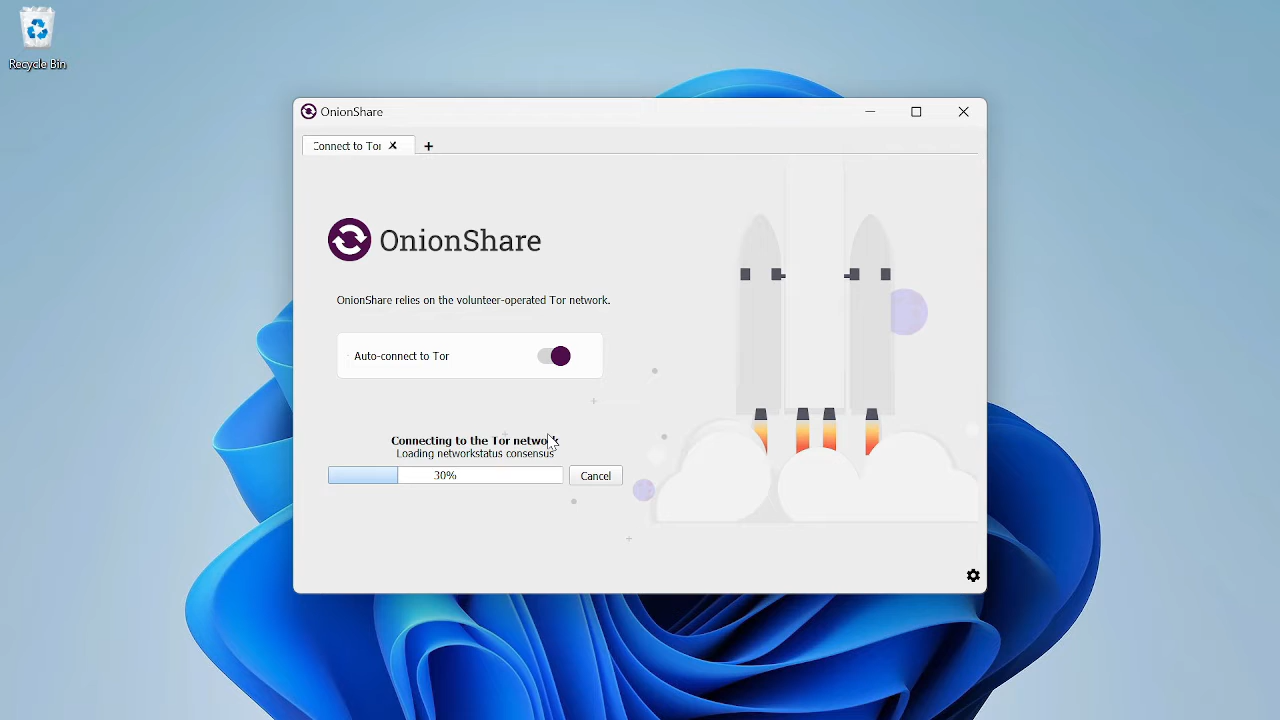 Recycle Bin
OnionShare
Connect to Tor
OnionShare
OnionShare relies on the volunteer-operated Tor network.
Auto-connect to Tor
Connecting to the Tor network
Loading networkstatus consensus
30%
Cancel